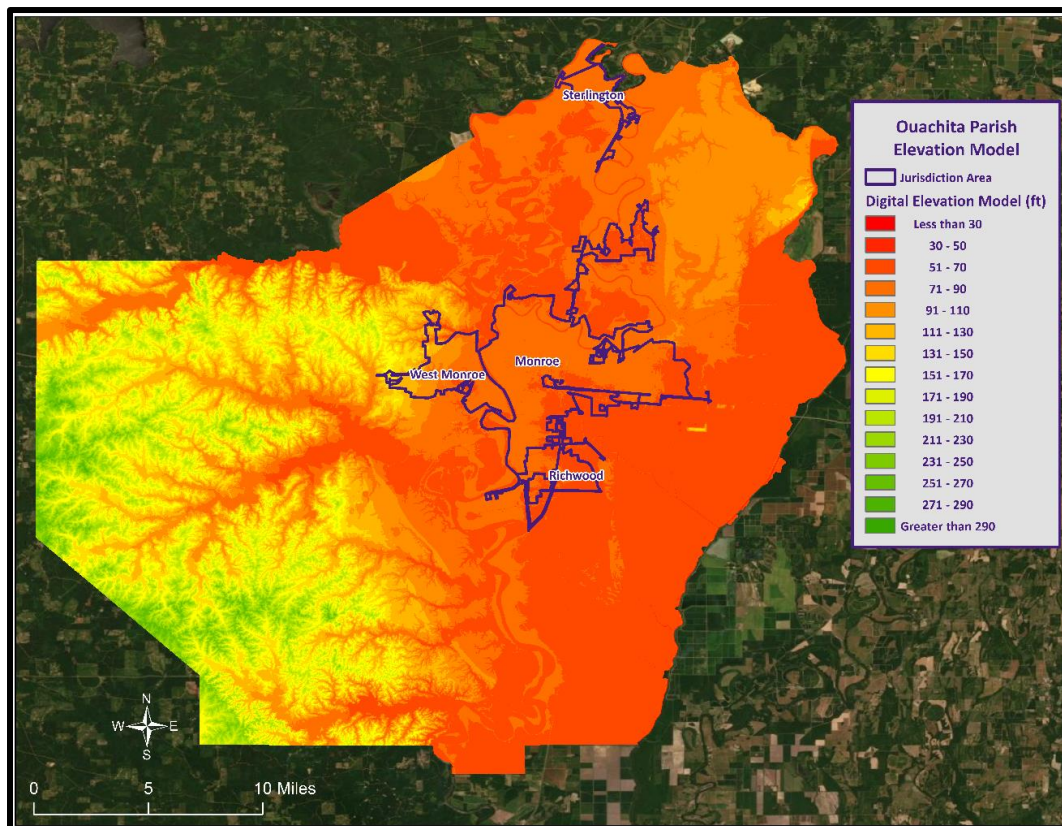 Sterlington
West Monroe
Monroe
Richwood
Ouachita Parish
Elevation Model
Jurisdiction Area
Digital Elevation Model (ft)
Less than 30
30 - 50
51 - 70
71 - 90
91 - 110
111 - 130
131 - 150
151 - 170
171 - 190
191 - 210
211 - 230
231 - 250
251 - 270
271 - 290
Greater than 290
N
W E
S
0 5 10 Miles